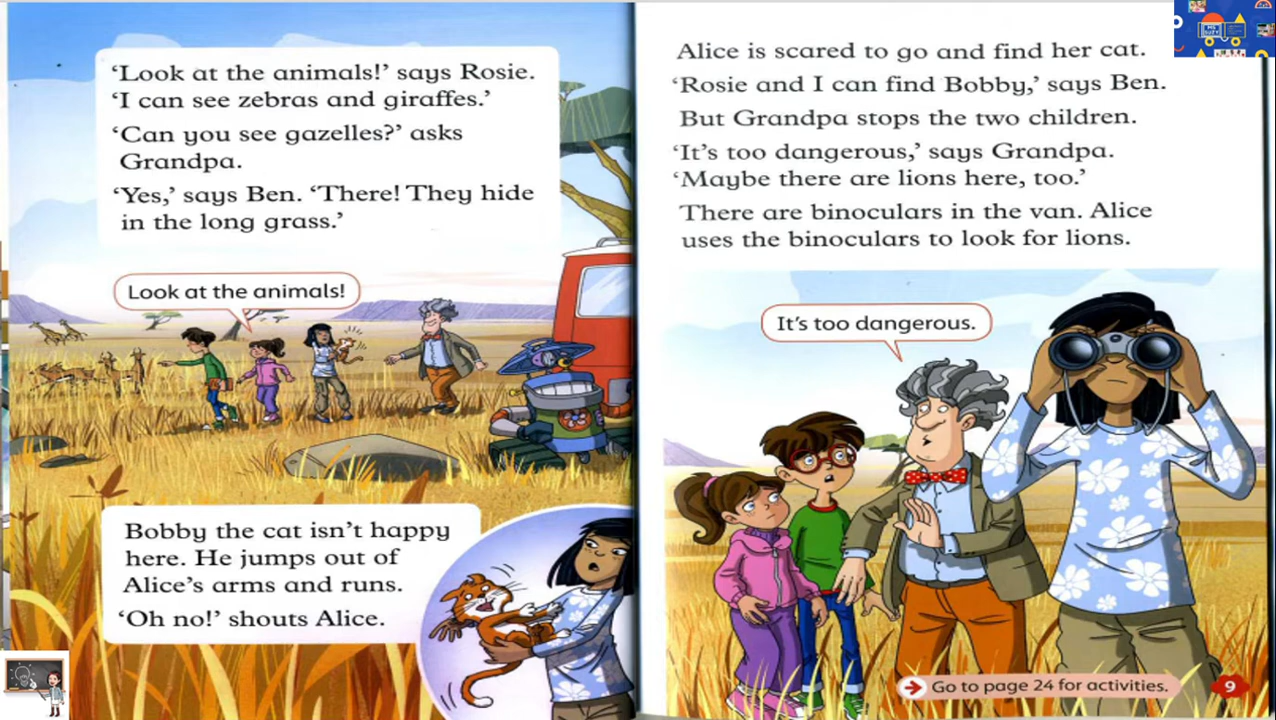 ‘Look at the animals!’ says Rosie.
‘I can see zebras and giraffes.’
‘Can you see gazelles?’ asks
Grandpa.
‘Yes,’ says Ben. ‘There! They hide
in the long grass.’
Look at the animals!
Bobby the cat isn’t happy
here. He jumps out of
Alice’s arms and runs.
‘Oh no!’ shouts Alice.
Alice is scared to go and find her cat.
‘Rosie and I can find Bobby,’ says Ben.
But Grandpa stops the two children.
‘It’s too dangerous,’ says Grandpa.
‘Maybe there are lions here, too.’
There are binoculars in the van. Alice
uses the binoculars to look for lions.
It’s too dangerous.
Go to page 24 for activities.
9